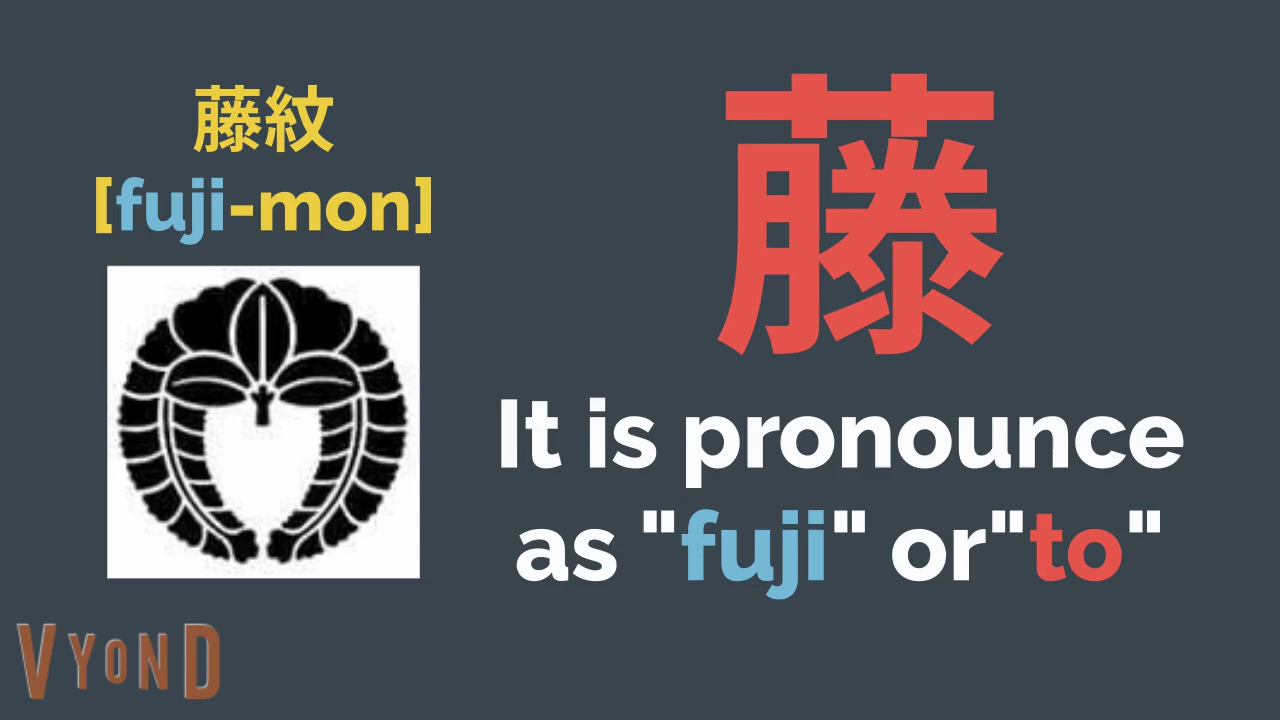 藤紋
[fuji-mon]
藤
It is pronounce
as "fuji" or"to"
VYOND